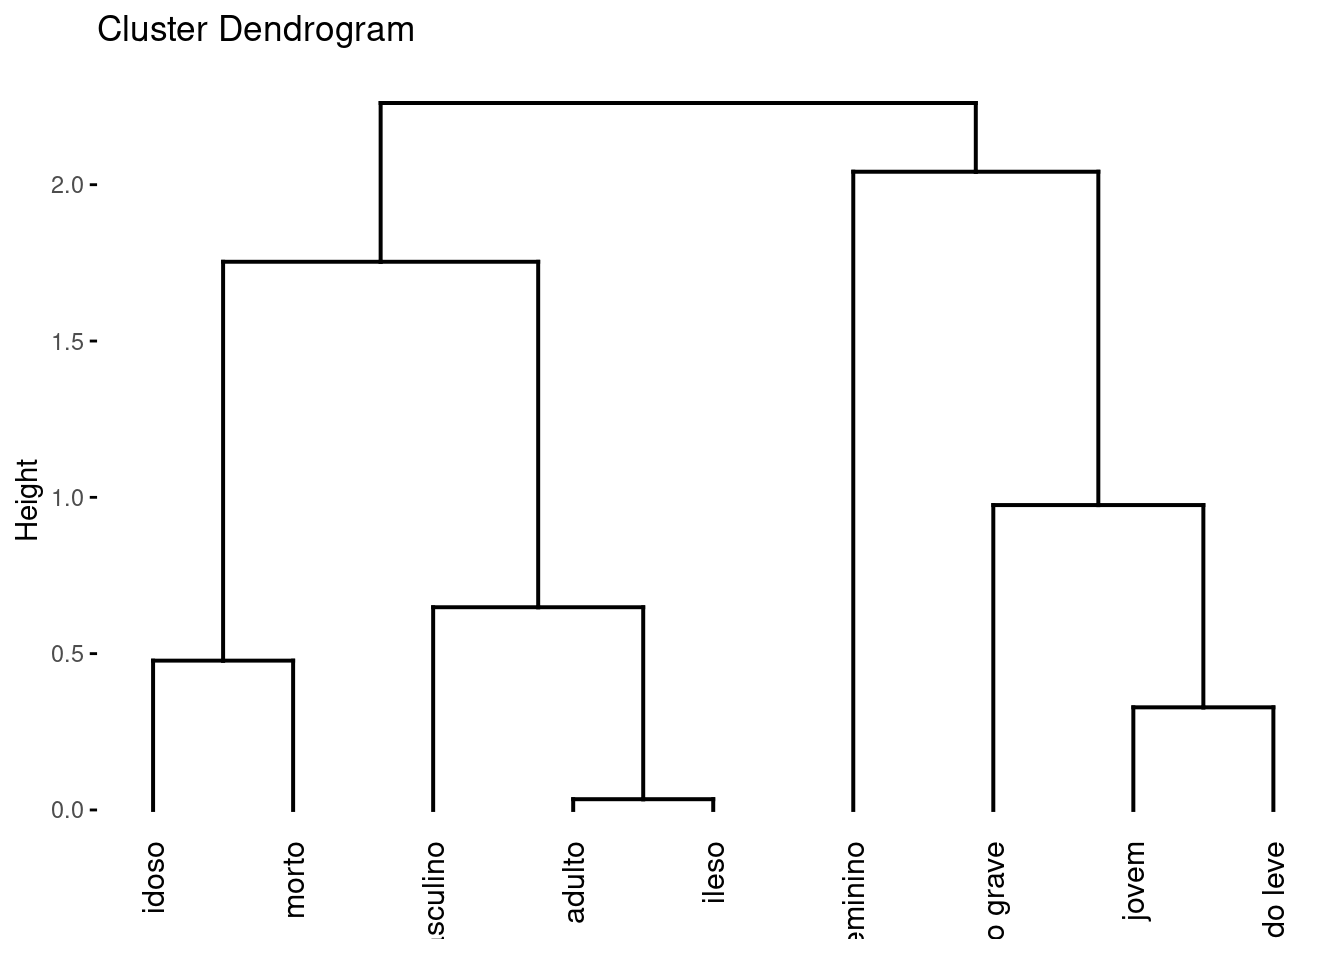 Cluster Dendrogram
Height
2.0
1.5
1.0
0.5
0.0
idoso
morto
asculino
adulto
ileso
eminino
o grave
jovem
do leve